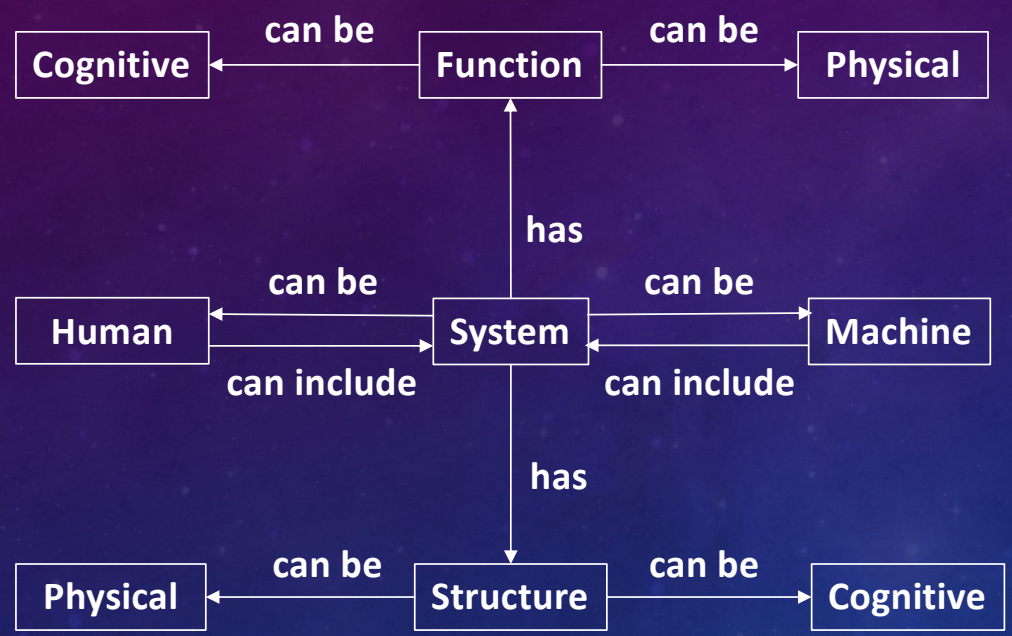 can be
can be
Cognitive
Function
Physical
has
can be
can be
Human
System
Machine
can include
can include
has
can be
can be
Physical
Structure
Cognitive